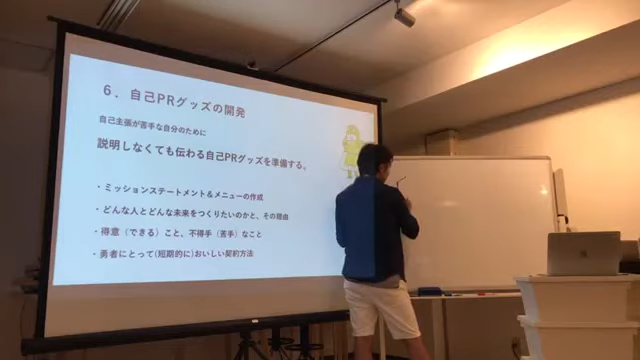 6. 自己PRグッズの開発
自己主張が苦手な自分のために
説明しなくても伝わる自己PRグッズを準備する。
・ミッションステートメント＆メニューの作成
・どんな人とどんな未来をつくりたいのかと、その理由
・得意（できる）こと、不得手（苦手）なこと
・勇者にとって(短期的に)おいしい契約方法